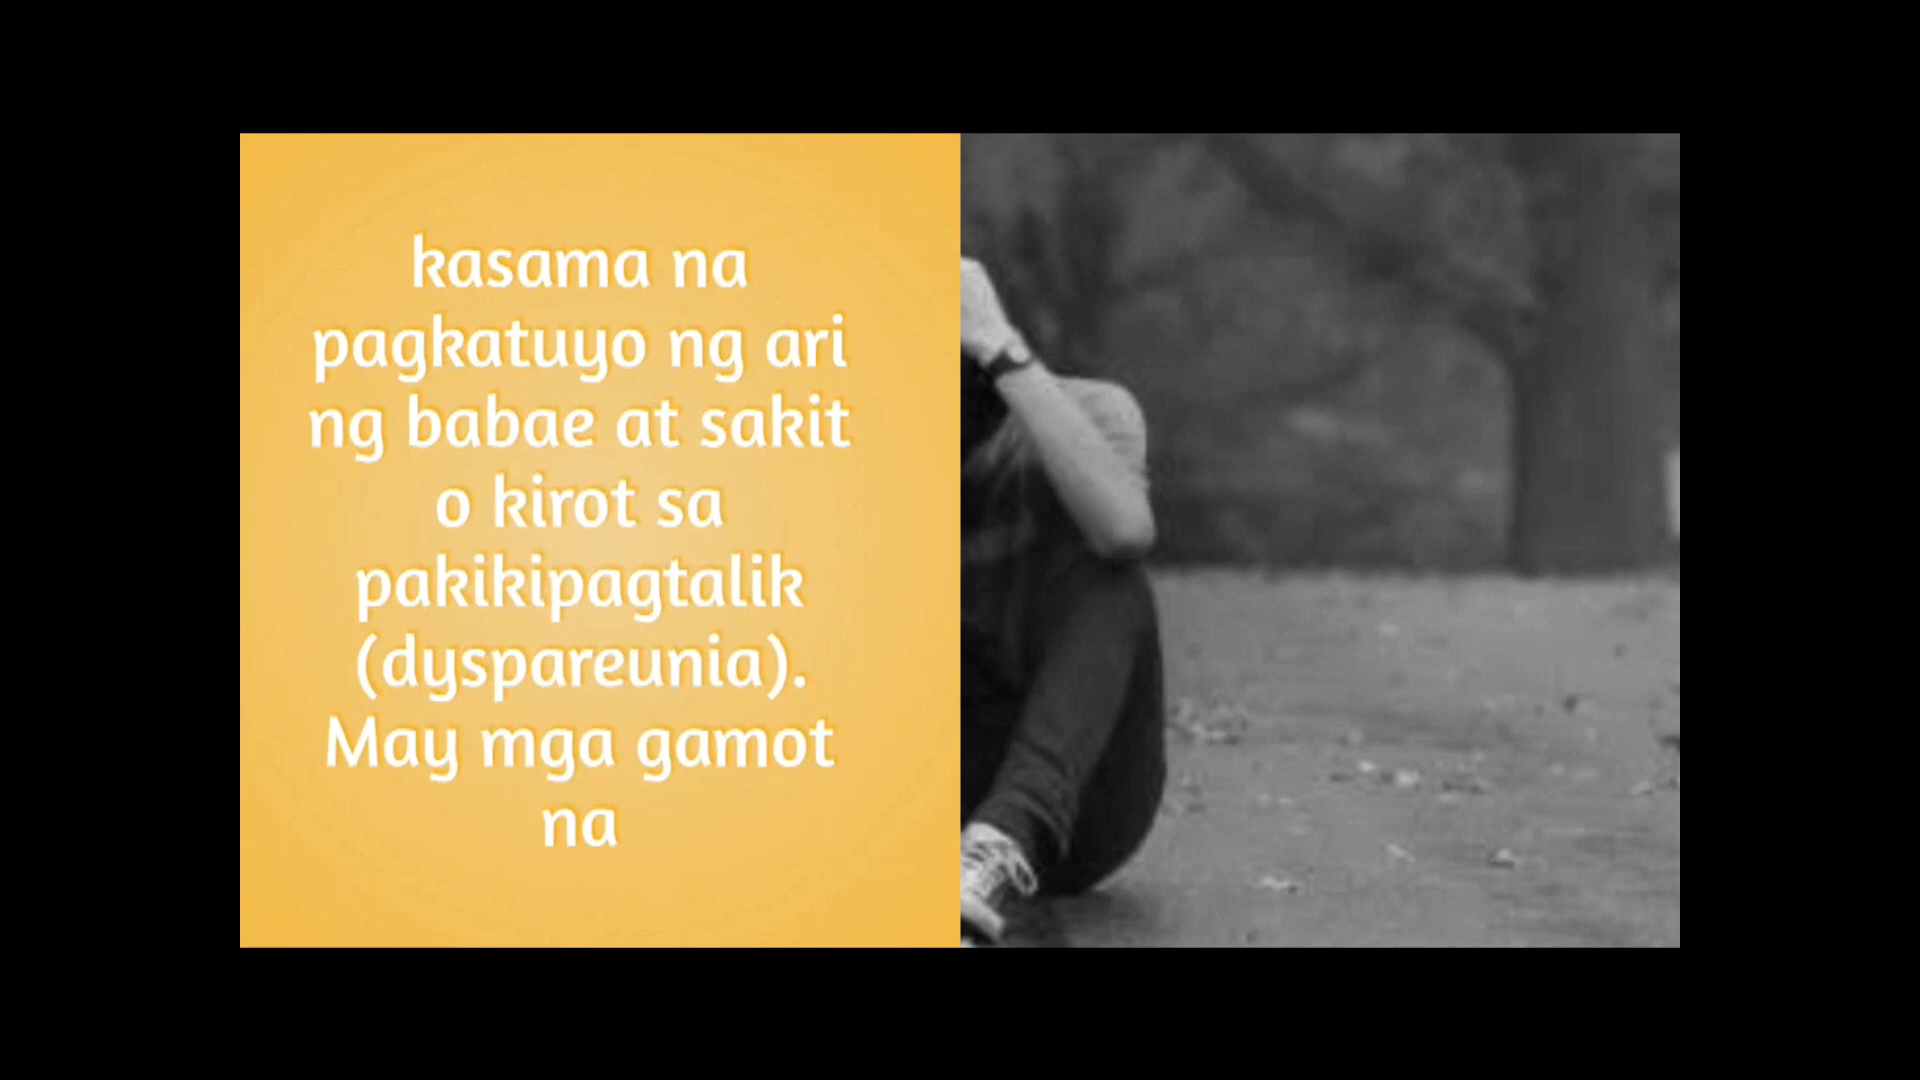 kasama na
pagkatuyo ng ari
ng babae at sakit
o kirot sa
pakikipagtalik
(dyspareunia).
May mga gamot
na